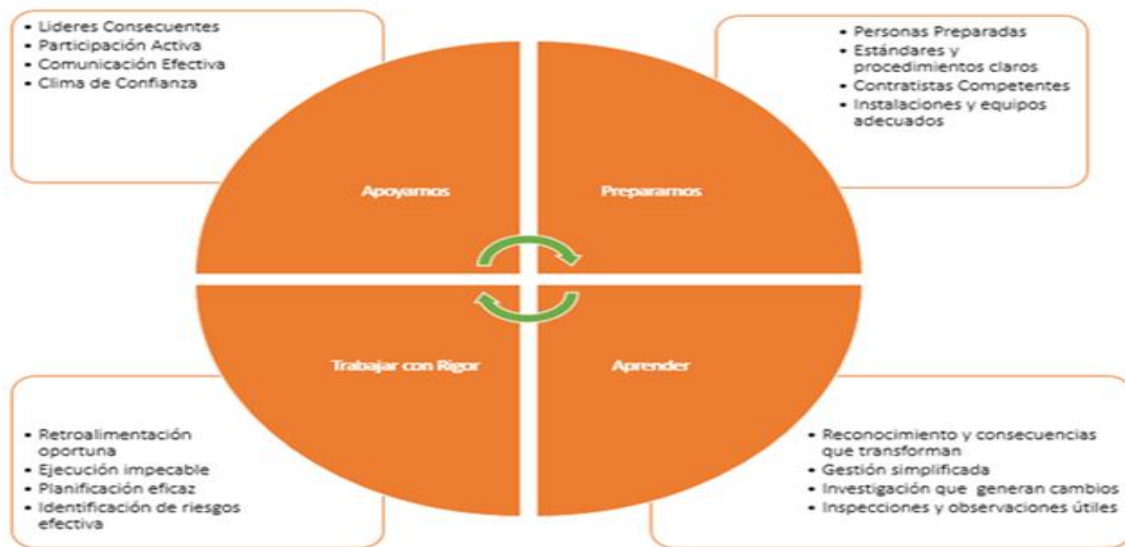 • Lideres Consecuentes
• Participación Activa
• Comunicación Efectiva
• Clima de Confianza
• Personas Preparadas
• Estándares y
procedimientos claros
• Contratistas Competentes
• Instalaciones y equipos
adecuados
Apoyarnos
Prepararnos
Trabajar con Rigor
Aprender
• Retroalimentación
oportuna
• Ejecución impecable
• Planificación eficaz
• Identificación de riesgos
efectiva
• Reconocimiento y consecuencias
que transforman
• Gestión simplificada
• Investigación que generan cambios
• Inspecciones y observaciones útiles